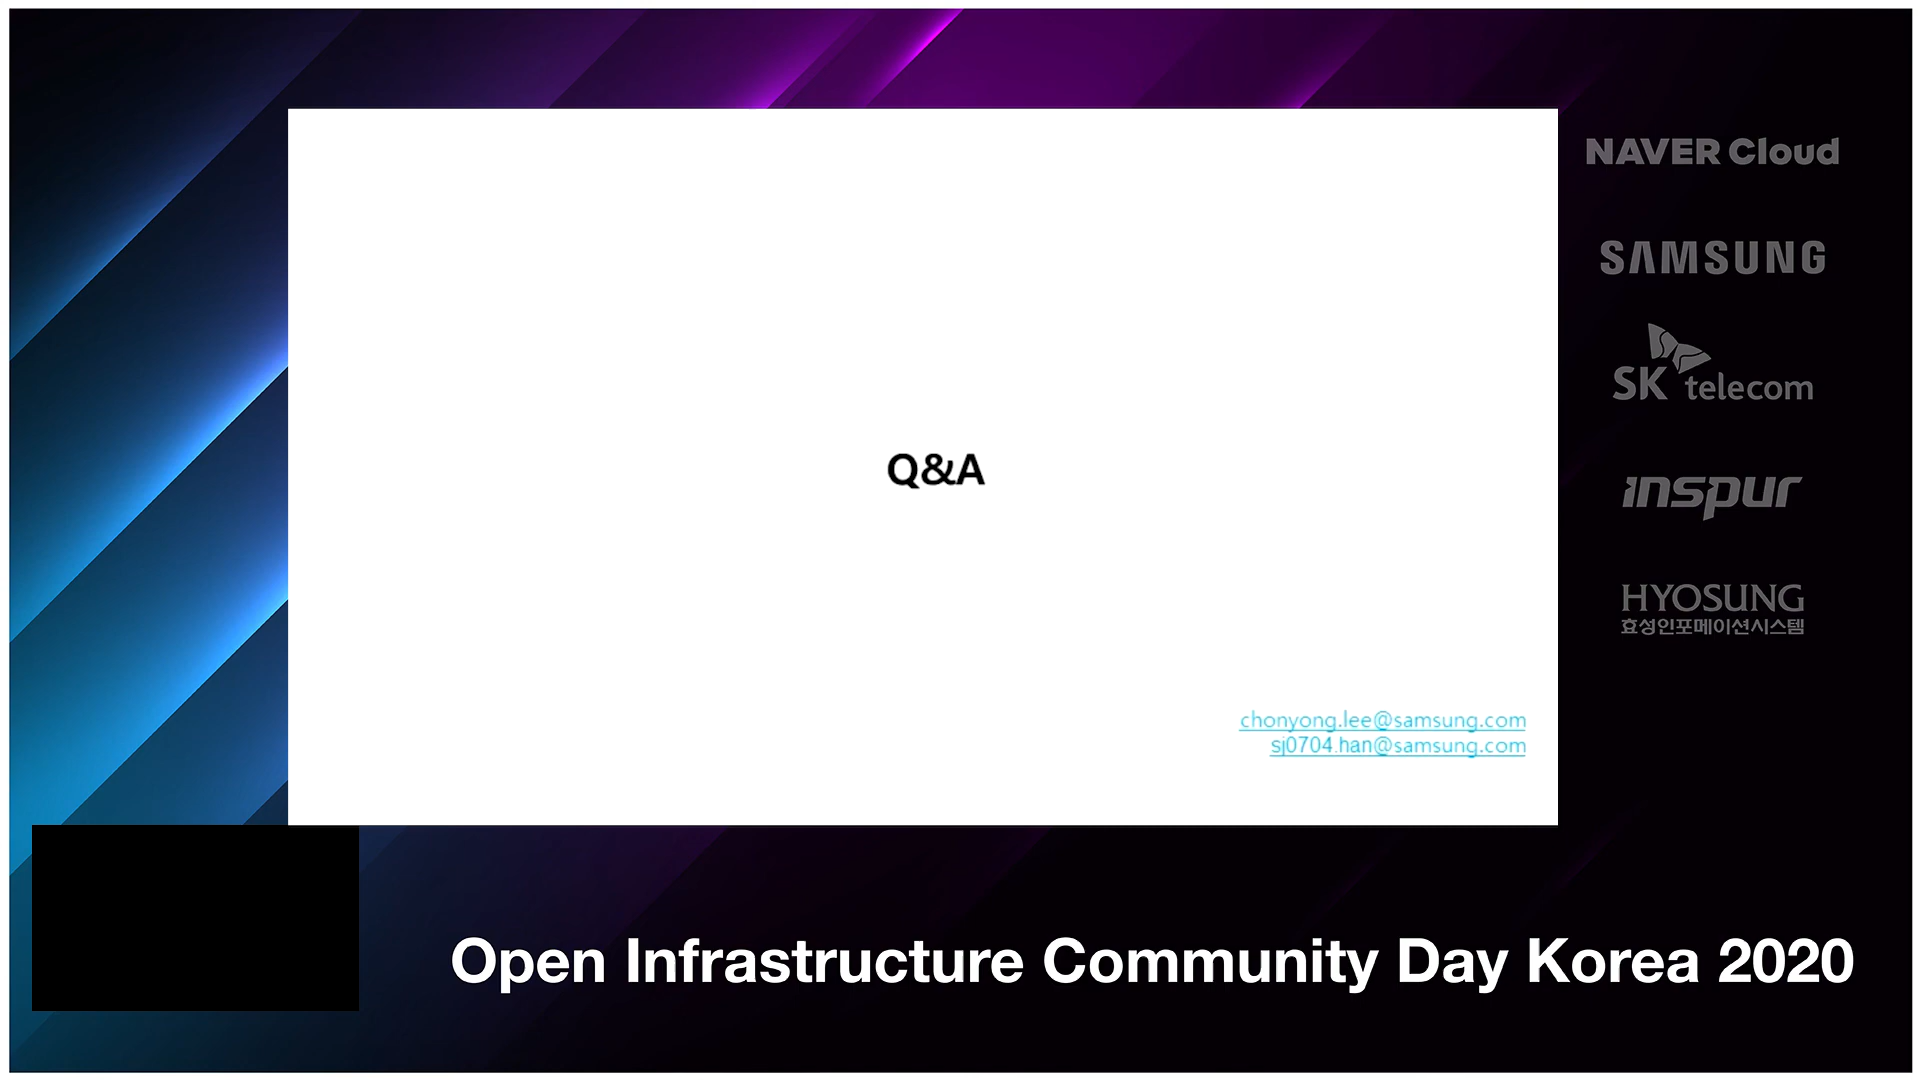 Q&A
chonyong.lee@samsung.com
sj0704.han@samsung.com
NAVER Cloud
SAMSUNG
SK telecom
inspur
HYOSUNG
효성인포메이션시스템
Open Infrastructure Community Day Korea 2020